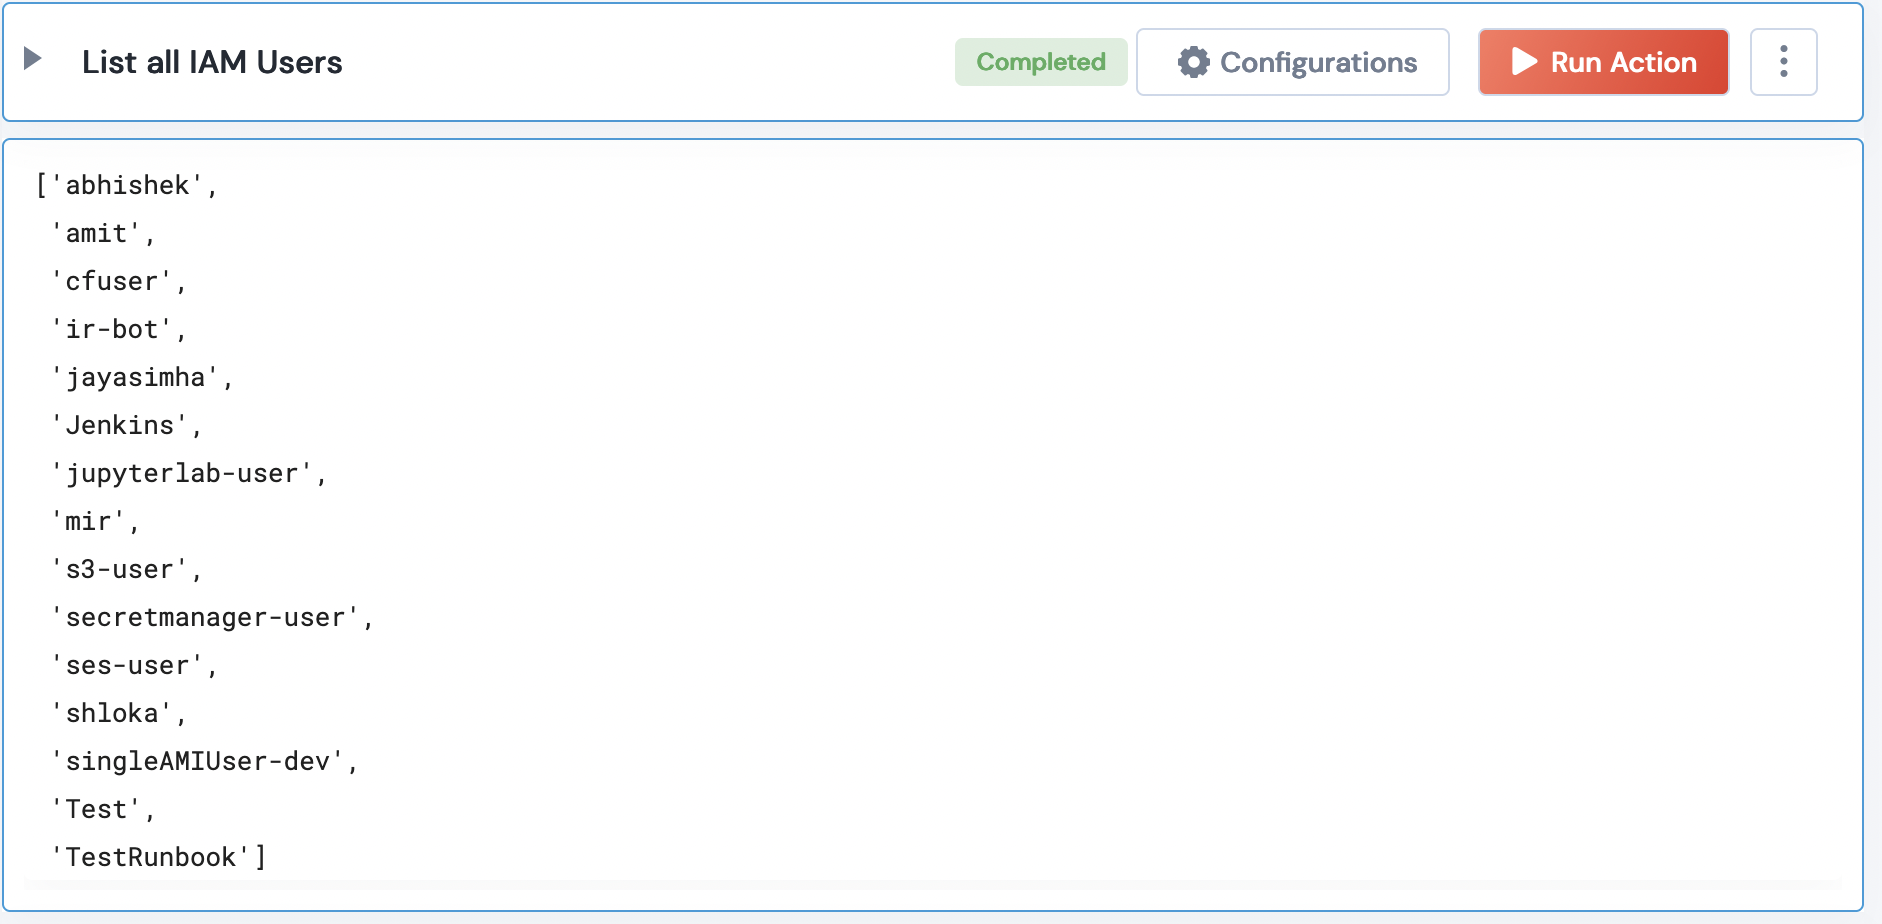 List all IAM Users
Completed
Configurations
Run Action
['abhishek',
'amit',
'cfuser',
'ir-bot',
'jayasimha',
'Jenkins',
'jupyterlab-user',
'mir',
's3-user',
'secretmanager-user',
'ses-user',
'shloka',
'singleAMIUser-dev',
'Test',
'TestRunbook']